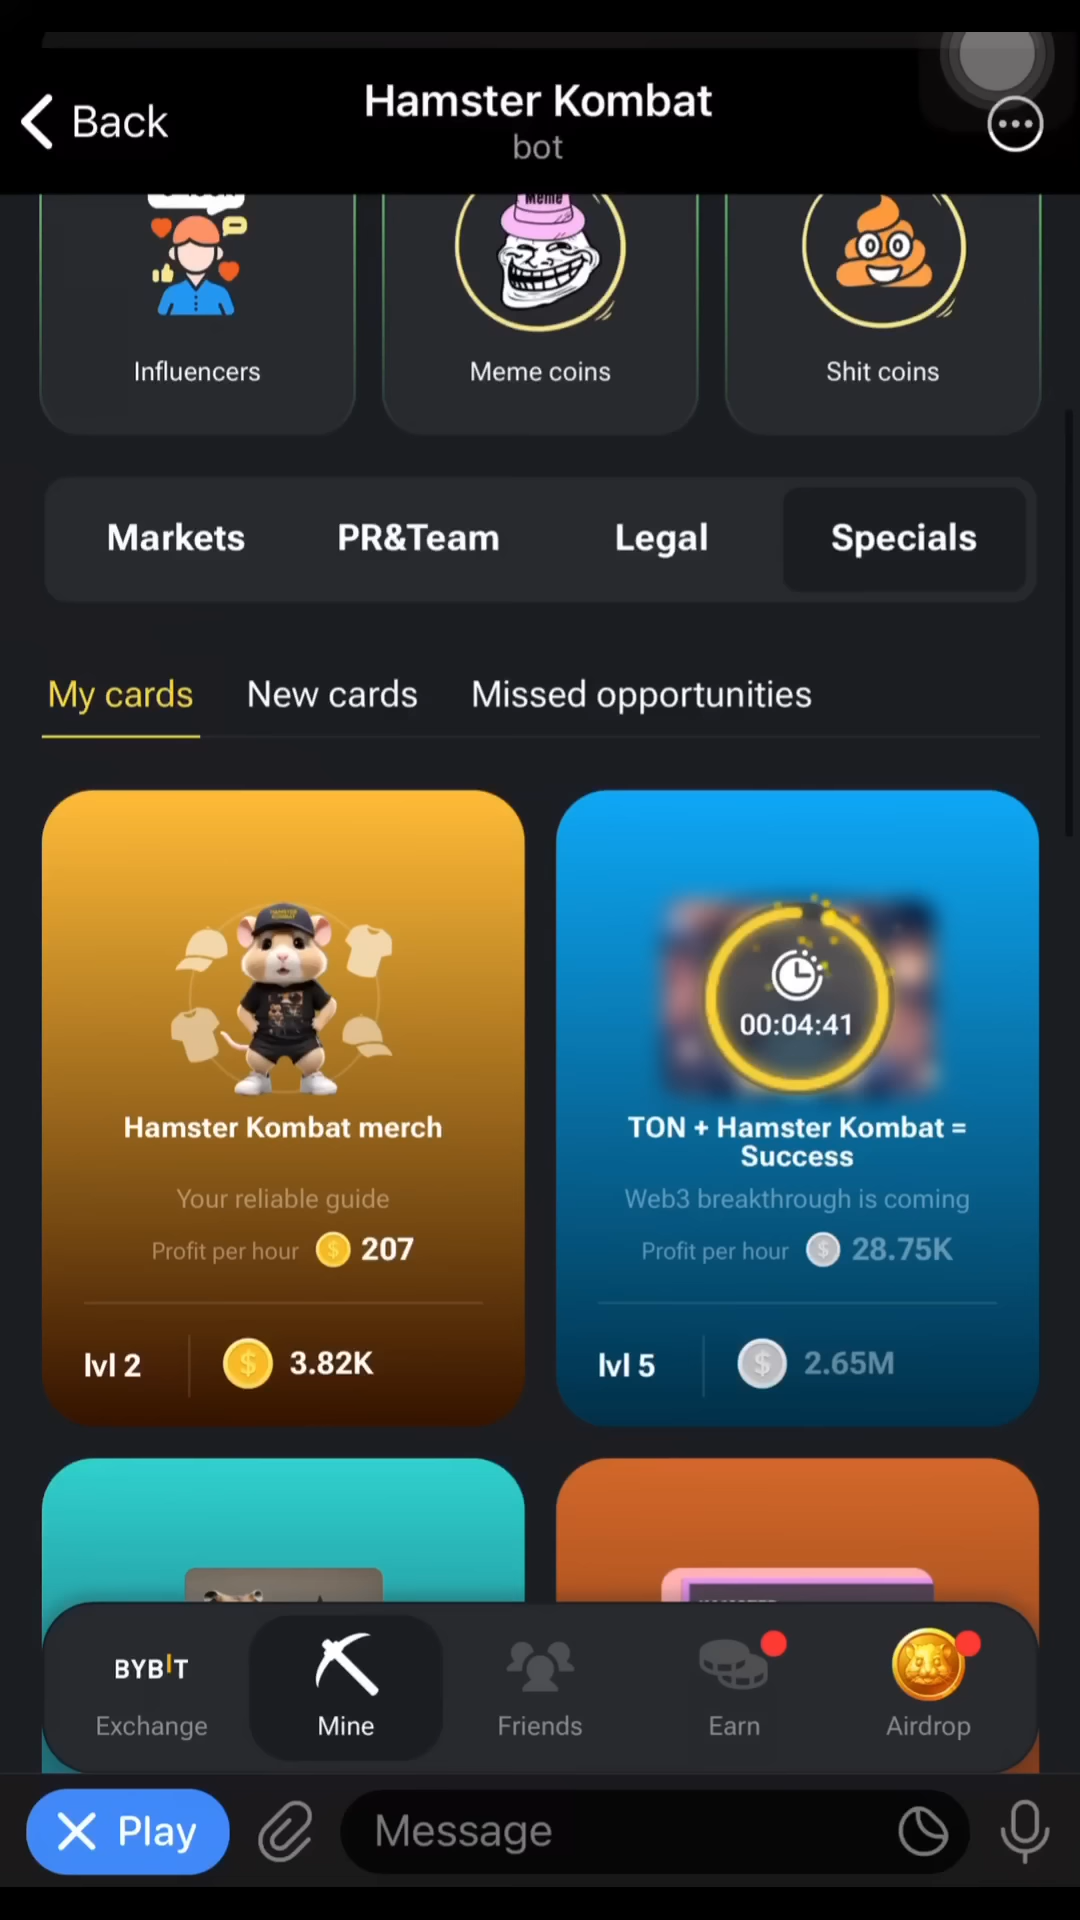 Back
Hamster Kombat
bot
Meme
Influencers
Meme coins
Shit coins
Markets
PR&Team
Legal
Specials
My cards
New cards
Missed opportunities
Hamster Kombat merch
Your reliable guide
Profit per hour 207
lvl 2
3.82K
00:04:41
TON + Hamster Kombat =
Success
Web3 breakthrough is coming
Profit per hour 28.75K
lvl 5
2.65M
BYBIT
Exchange
Mine
Friends
Earn
Airdrop
Play
Message